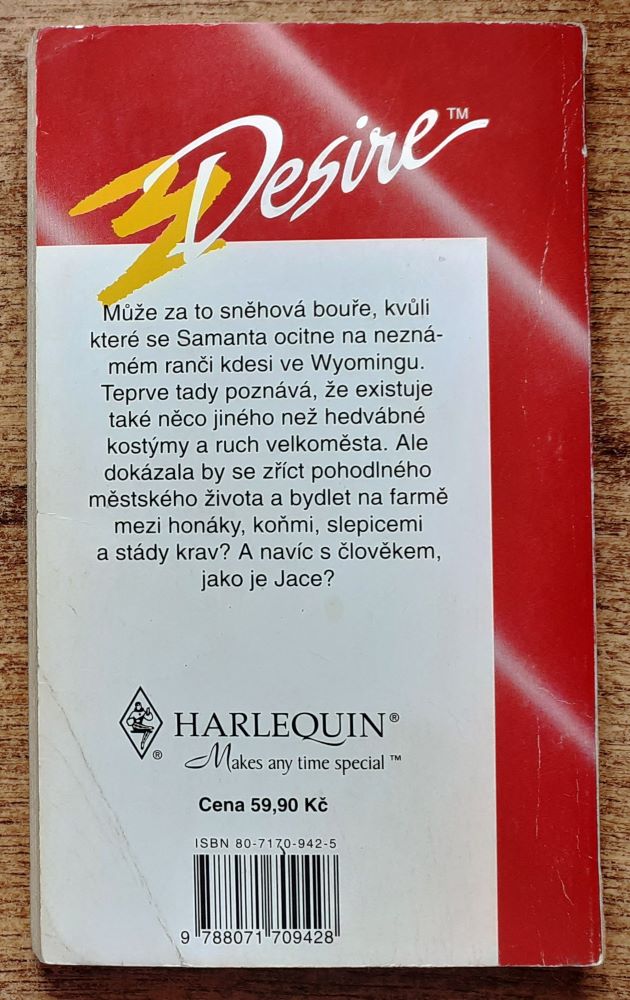 Desire™
Může za to sněhová bouře, kvůli
které se Samanta ocitne na nezná-
mém ranči kdesi ve Wyomingu.
Teprve tady poznává, že existuje
také něco jiného než hedvábné
kostýmy a ruch velkoměsta. Ale
dokázala by se zříct pohodlného
městského života a bydlet na farmě
mezi honáky, koňmi, slepicemi
a stády krav? A navíc s člověkem,
jako je Jace?
® HARLEQUIN®
Makes any time special™
Cena 59,90 Kč
ISBN 80-7170-942-5
9 788071 709428